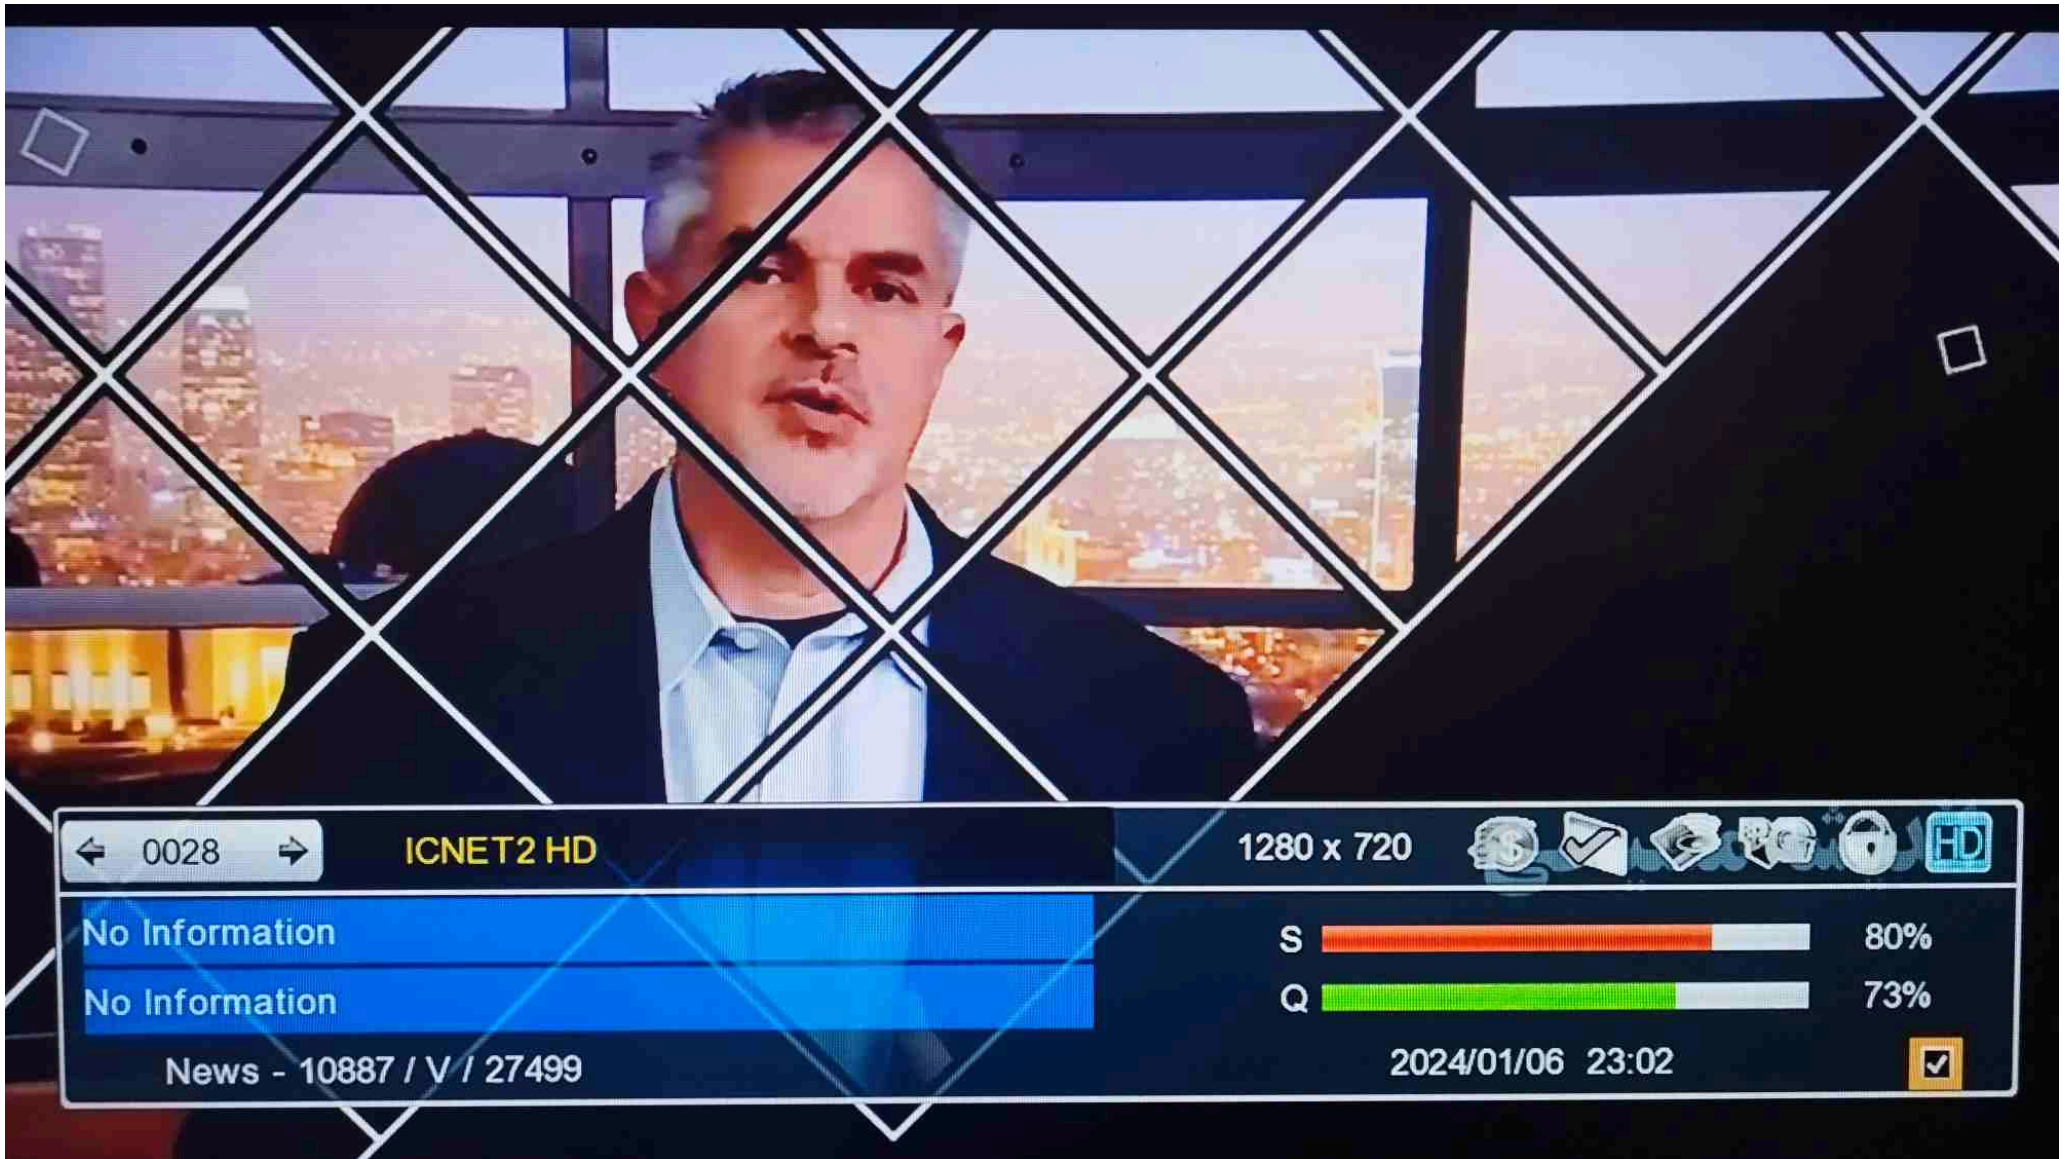 0028 ICNET2 HD 1280 x 720 HD
No Information S 80%
No Information Q 73%
News - 10887 / V / 27499 2024/01/06 23:02